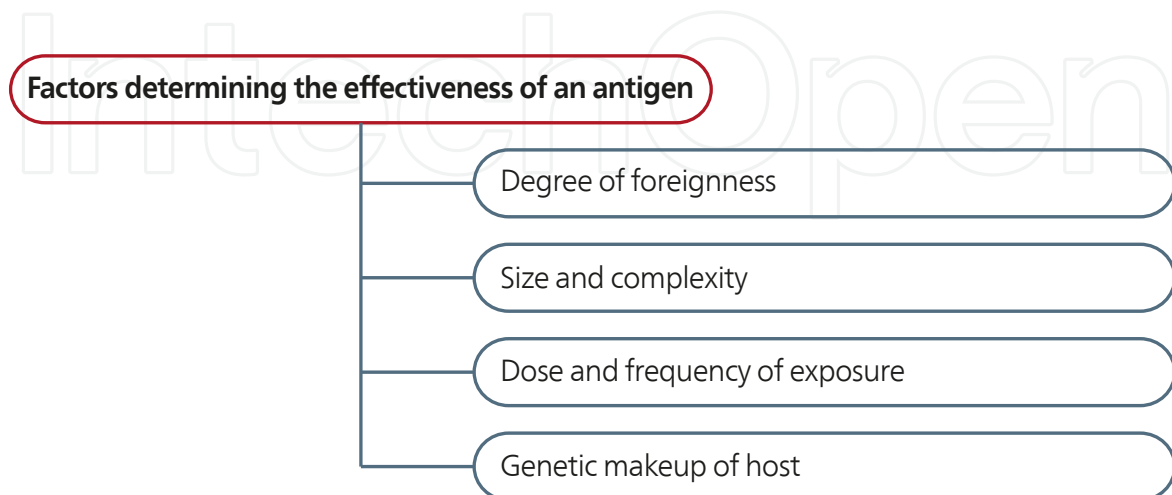 IntechOpen
Factors determining the effectiveness of an antigen
Degree of foreignness
Size and complexity
Dose and frequency of exposure
Genetic makeup of host